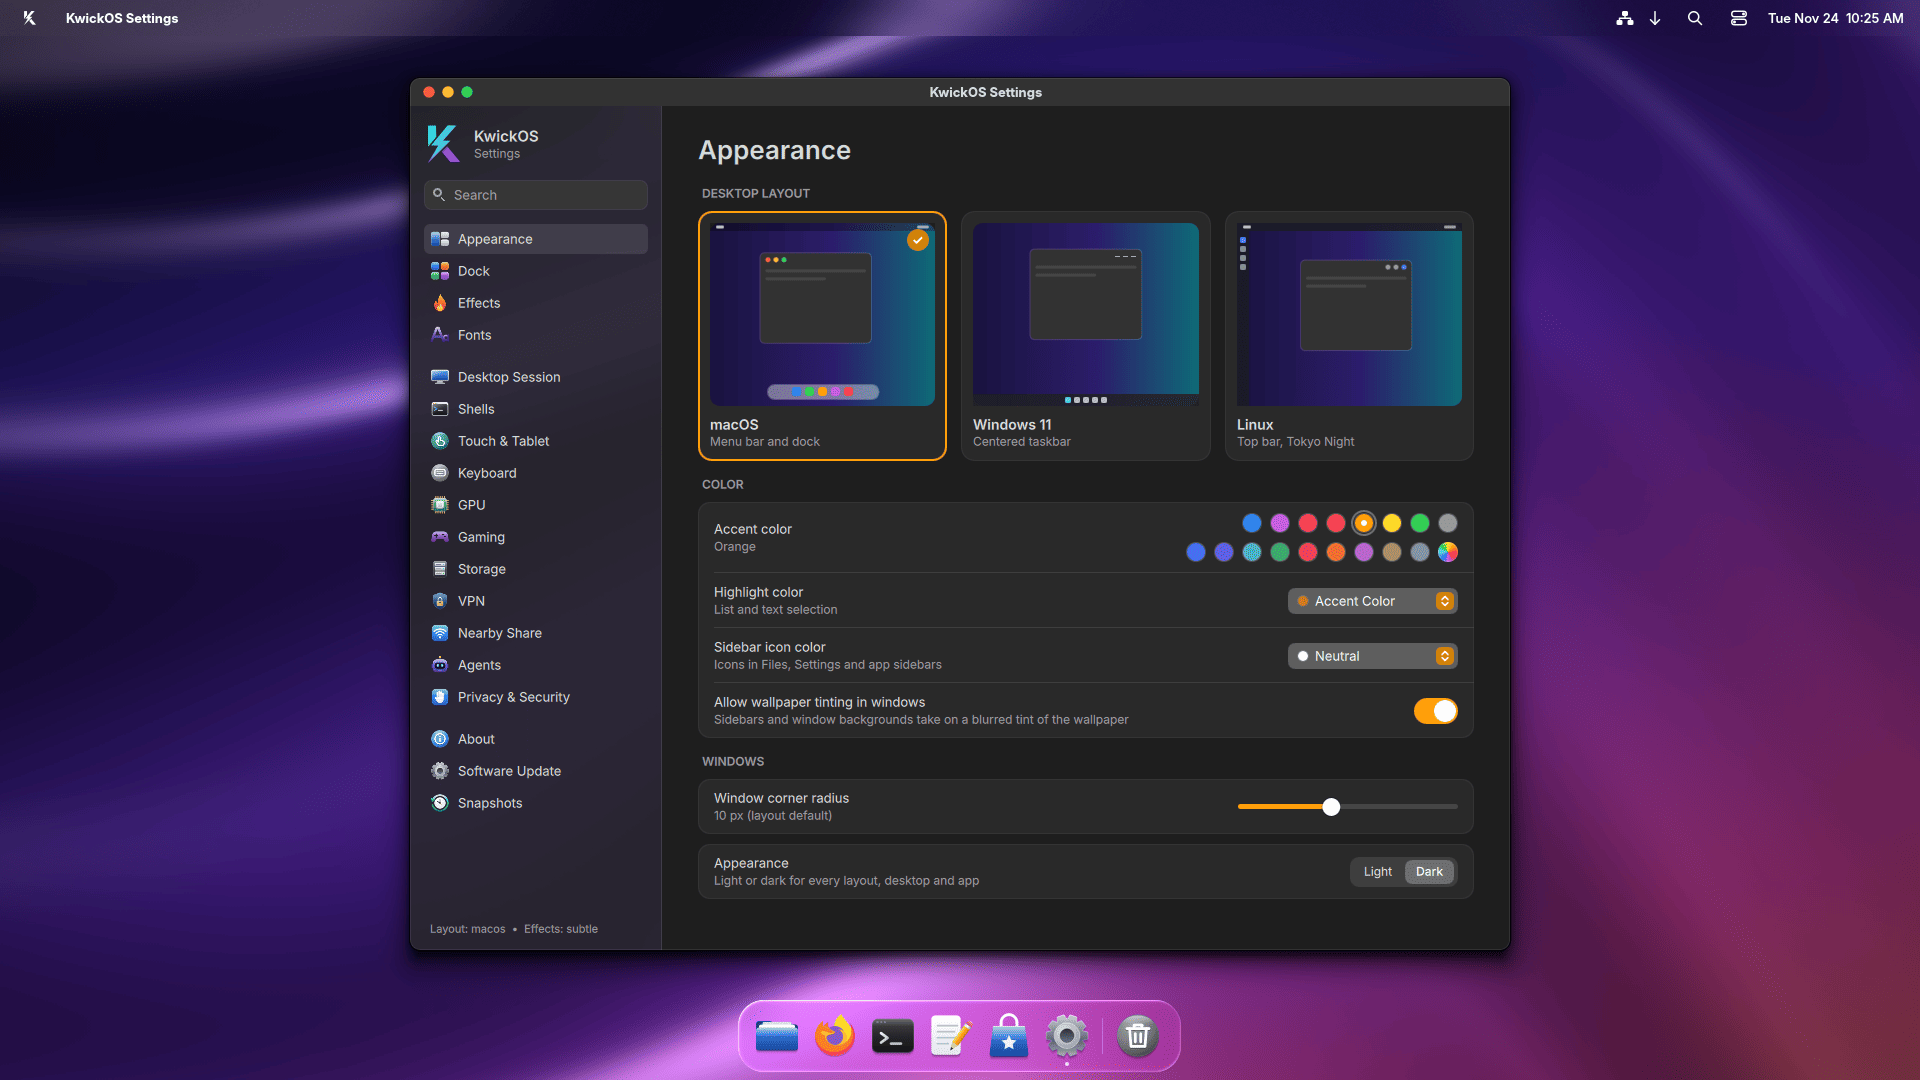 KwickOS Settings
Tue Nov 24 10:25 AM
KwickOS Settings
KwickOS
Settings
Search
Appearance
Dock
Effects
Fonts
Desktop Session
Shells
Touch & Tablet
Keyboard
GPU
Gaming
Storage
VPN
Nearby Share
Agents
Privacy & Security
About
Software Update
Snapshots
Layout: macos • Effects: subtle
Appearance
DESKTOP LAYOUT
macOS
Menu bar and dock
Windows 11
Centered taskbar
Linux
Top bar, Tokyo Night
COLOR
Accent color
Orange
Highlight color
List and text selection
Accent Color
Sidebar icon color
Icons in Files, Settings and app sidebars
Neutral
Allow wallpaper tinting in windows
Sidebars and window backgrounds take on a blurred tint of the wallpaper
WINDOWS
Window corner radius
10 px (layout default)
Appearance
Light or dark for every layout, desktop and app
Light
Dark